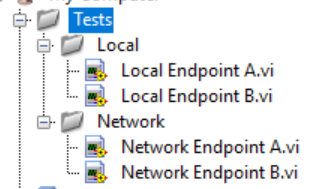 Tests
Local
Local Endpoint A.vi
Local Endpoint B.vi
Network
Network Endpoint A.vi
Network Endpoint B.vi